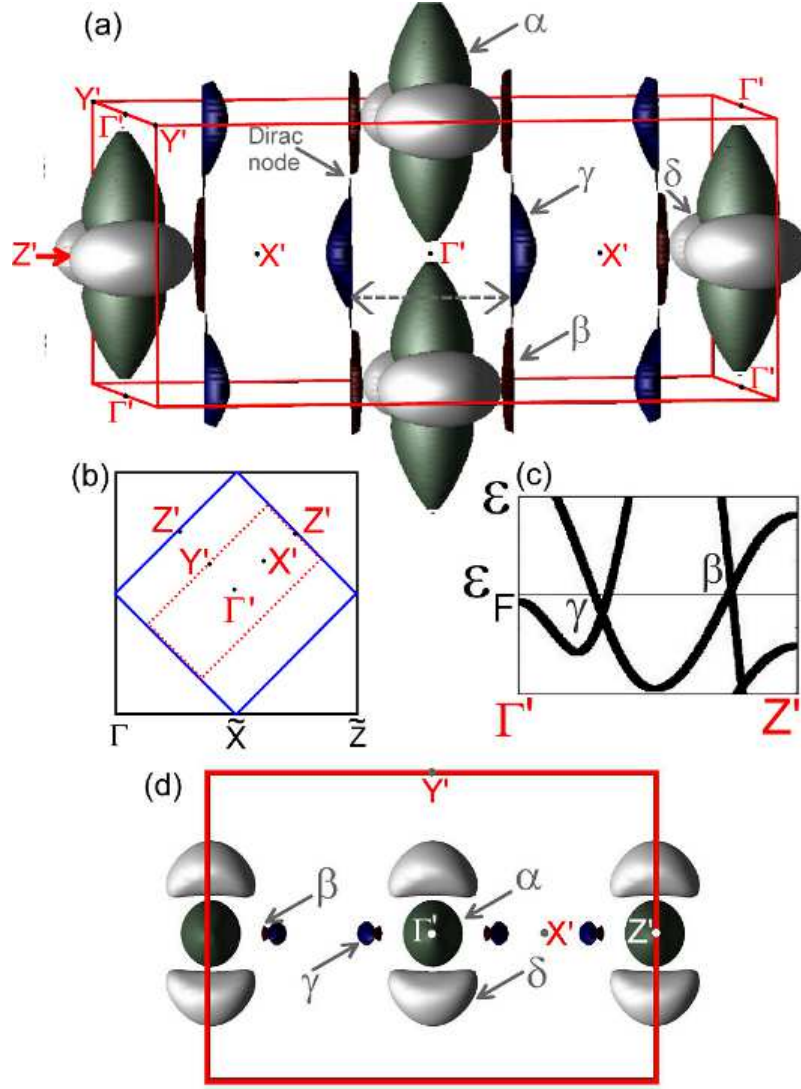 (a)
α
Y'
Γ'
Y'
Γ'
Dirac
node
γ
δ
Z'
X'
Γ'
X'
β
Γ'
Γ'
(b)
Z'
Z'
Y'
X'
Γ'
Γ
X̃
Z̃
(c)
ε
ε
F
γ
β
Γ'
Z'
(d)
Y'
β
α
Γ'
X'
Z'
γ
δ